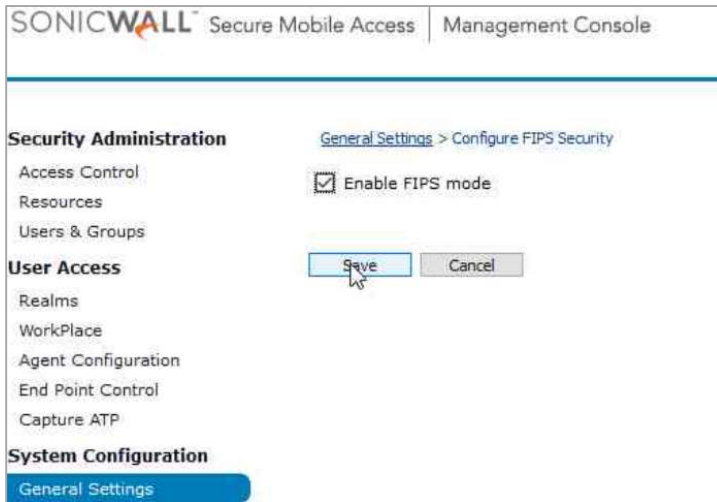 SONICWALL™ Secure Mobile Access | Management Console
Security Administration
Access Control
Resources
Users & Groups
User Access
Realms
WorkPlace
Agent Configuration
End Point Control
Capture ATP
System Configuration
General Settings
General Settings > Configure FIPS Security
Enable FIPS mode
Save Cancel